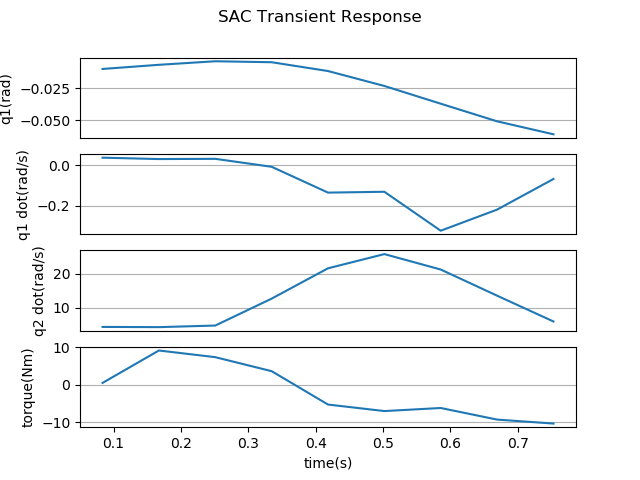 SAC Transient Response
q1(rad)
−0.025
−0.050
q1 dot(rad/s)
0.0
−0.2
q2 dot(rad/s)
20
10
torque(Nm)
10
0
−10
0.1 0.2 0.3 0.4 0.5 0.6 0.7
time(s)